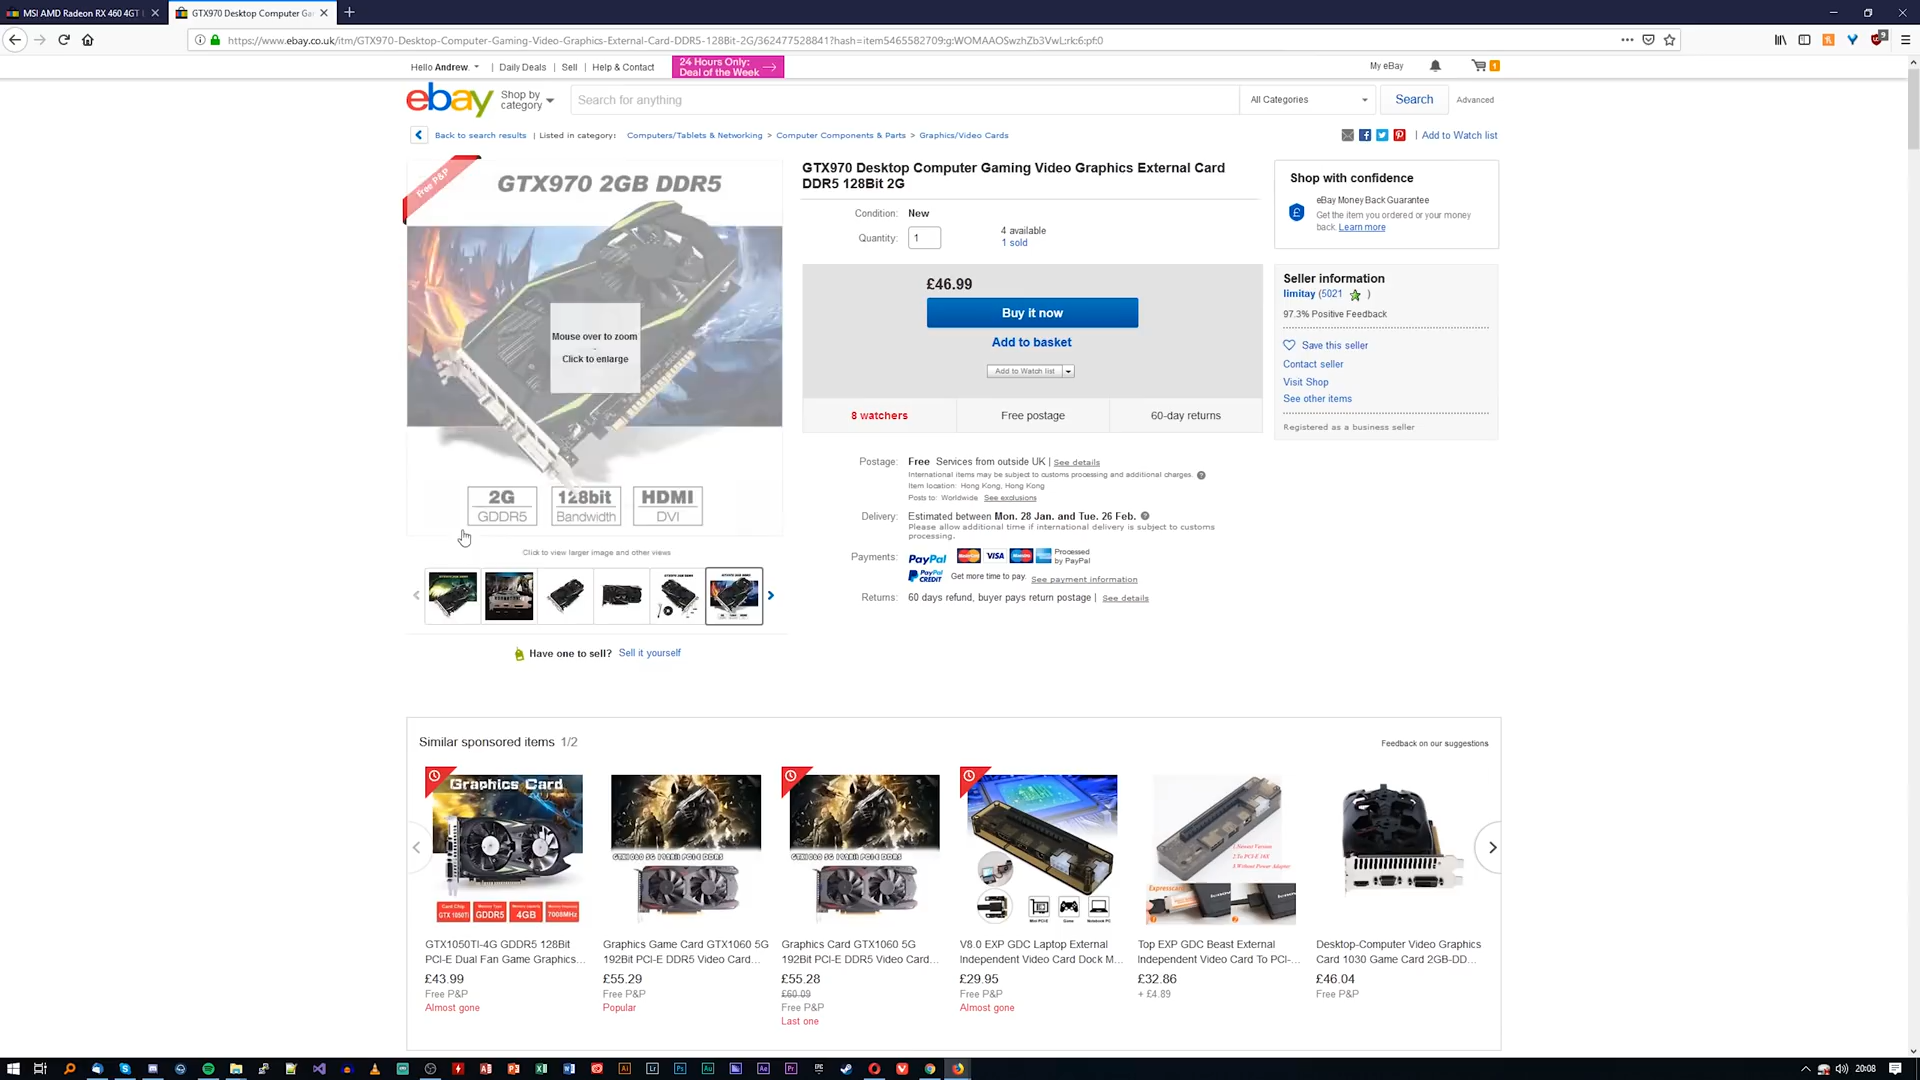 MSI AMD Radeon RX 460 4GT
GTX970 Desktop Computer Ga
https://www.ebay.co.uk/itm/GTX970-Desktop-Computer-Gaming-Video-Graphics-External-Card-DDR5-128Bit-2G/362477528841?hash=item5465582709:g:WOMAAOSwzhZb3VwL:rk:6:pf:0
Hello Andrew. | Daily Deals | Sell | Help & Contact
24 Hours Only:
Deal of the Week
My eBay
1
ebay
Shop by
category
Search for anything
All Categories
Search
Advanced
Back to search results | Listed in category: Computers/Tablets & Networking > Computer Components & Parts > Graphics/Video Cards
| Add to Watch list
Free P&P
GTX970 2GB DDR5
Mouse over to zoom
-
Click to enlarge
2G
GDDR5
128bit
Bandwidth
HDMI
DVI
Click to view larger image and other views
Have one to sell? Sell it yourself
GTX970 Desktop Computer Gaming Video Graphics External Card
DDR5 128Bit 2G
Condition: New
Quantity: 1
4 available
1 sold
£46.99
Buy it now
Add to basket
Add to Watch list
8 watchers
Free postage
60-day returns
Postage: Free Services from outside UK | See details
International items may be subject to customs processing and additional charges.
Item location: Hong Kong, Hong Kong
Posts to: Worldwide See exclusions
Delivery: Estimated between Mon. 28 Jan. and Tue. 26 Feb.
Please allow additional time if international delivery is subject to customs
processing.
Payments: PayPal VISA Processed
by PayPal
PayPal
CREDIT
Get more time to pay. See payment information
Returns: 60 days refund, buyer pays return postage | See details
Shop with confidence
eBay Money Back Guarantee
Get the item you ordered or your money
back. Learn more
Seller information
limitay (5021 )
97.3% Positive Feedback
Save this seller
Contact seller
Visit Shop
See other items
Registered as a business seller
Similar sponsored items 1/2
Feedback on our suggestions
Graphics Card
GTX 1050TI
GDDR5
4GB
7008MHz
GTX1050TI-4G GDDR5 128Bit
PCI-E Dual Fan Game Graphics...
£43.99
Free P&P
Almost gone
GTX1060 5G 192Bit PCI-E DDR5
Graphics Game Card GTX1060 5G
192Bit PCI-E DDR5 Video Card...
£55.29
Free P&P
Popular
GTX1060 5G 192Bit PCI-E DDR5
Graphics Card GTX1060 5G
192Bit PCI-E DDR5 Video Card...
£55.28
£60.09
Free P&P
Last one
V8.0 EXP GDC Laptop External
Independent Video Card Dock M...
£29.95
Free P&P
Almost gone
Top EXP GDC Beast External
Independent Video Card To PCI-...
£32.86
+ £4.89
Desktop-Computer Video Graphics
Card 1030 Game Card 2GB-DD...
£46.04
Free P&P
20:08